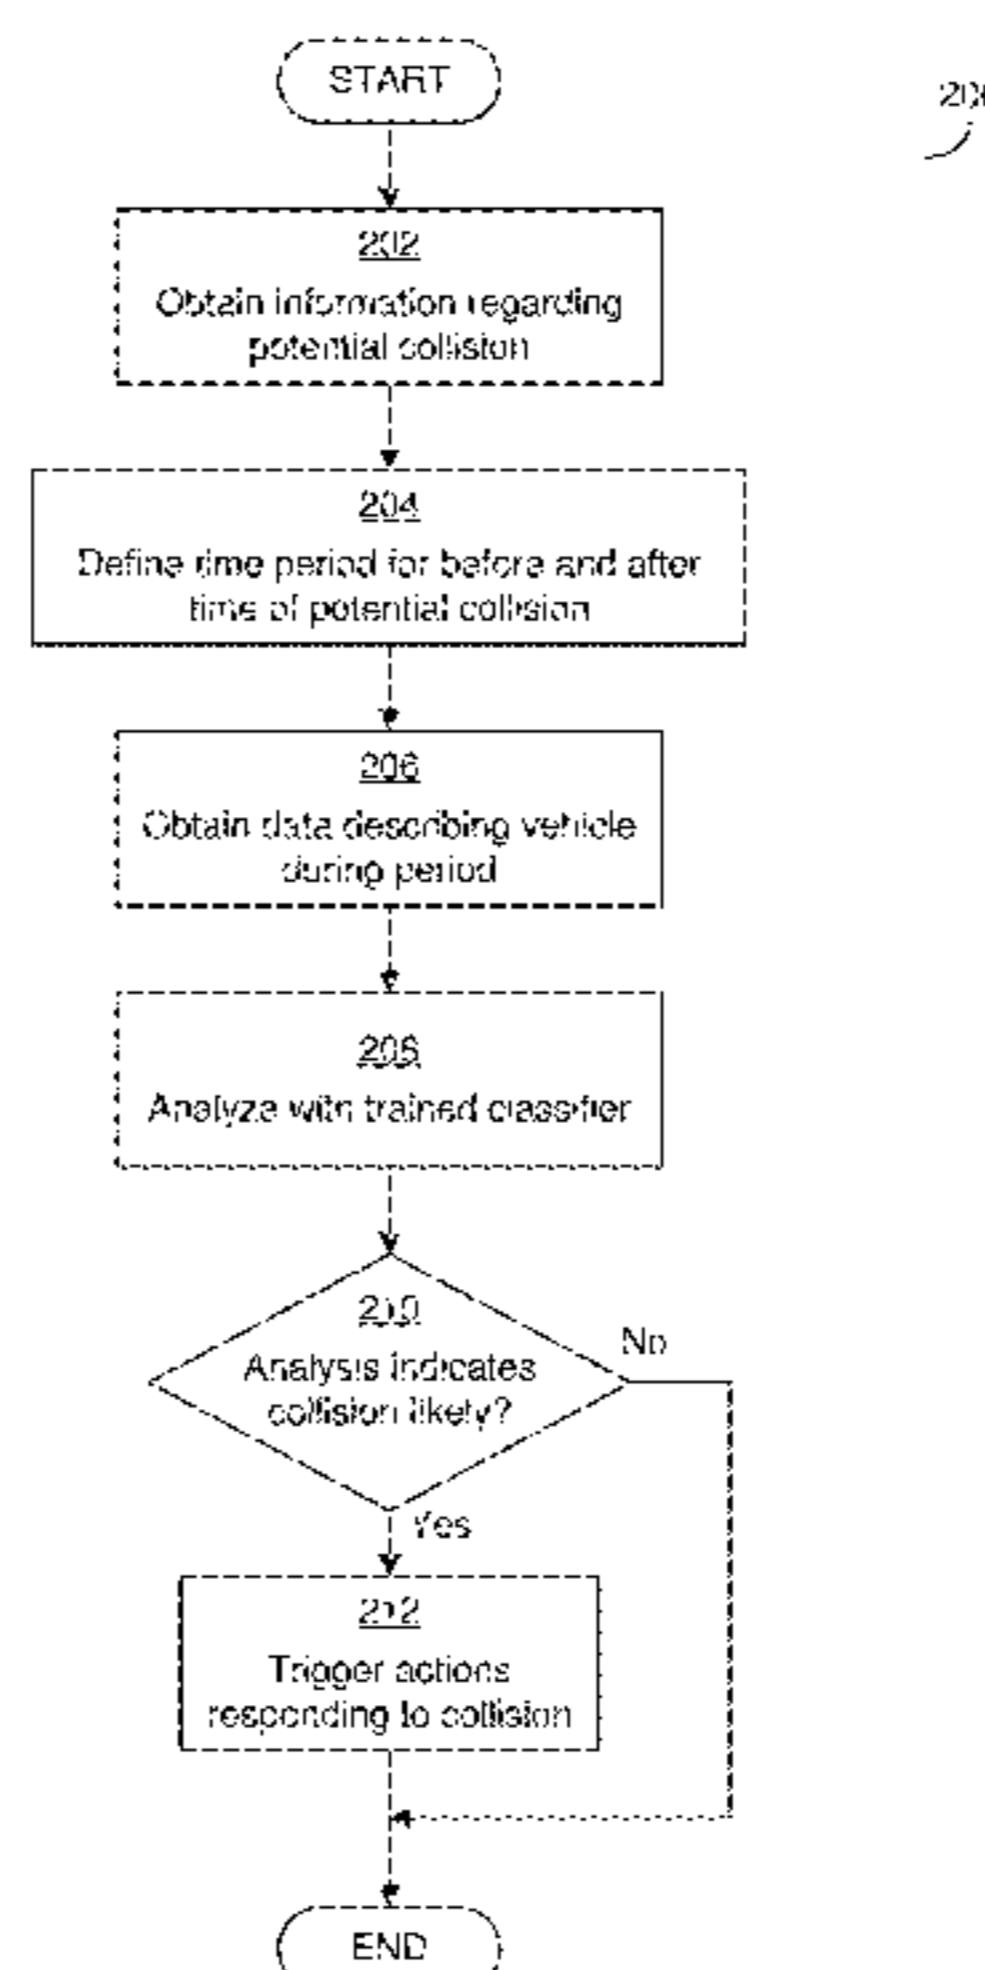 START
202
Obtain information regarding
potential collision
204
Define time period for before and after
time of potential collision
206
Obtain data describing vehicle
during period
208
Analyze with trained classifier
210
Analysis indicates
collision likely?
No
Yes
212
Trigger actions
responding to collision
END